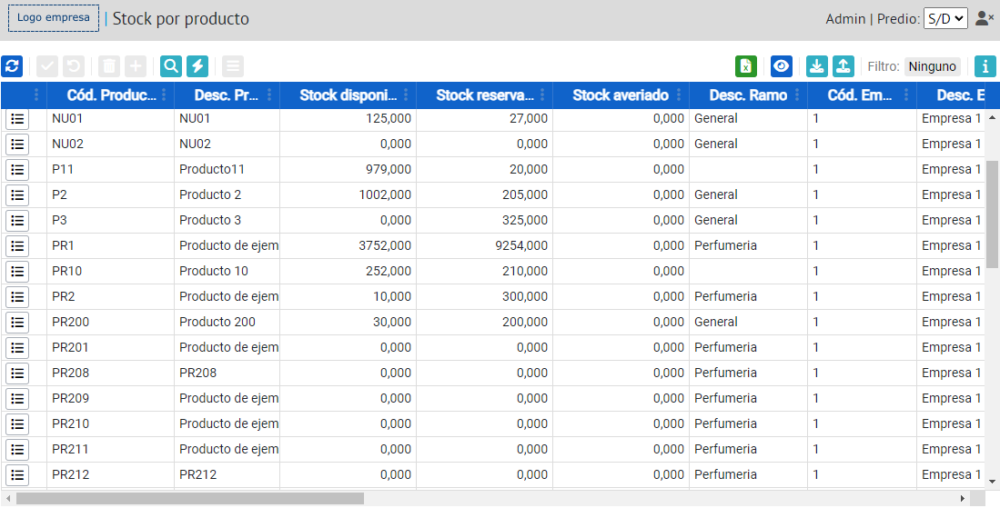 Logo empresa | Stock por producto Admin | Predio: S/D
Filtro: Ninguno
Cód. Produc... Desc. Pr... Stock disponi... Stock reserva... Stock averiado Desc. Ramo Cód. Em... Desc. E
NU01 NU01 125,000 27,000 0,000 General 1 Empresa 1
NU02 NU02 0,000 0,000 0,000 General 1 Empresa 1
P11 Producto11 979,000 20,000 0,000 1 Empresa 1
P2 Producto 2 1002,000 205,000 0,000 General 1 Empresa 1
P3 Producto 3 0,000 325,000 0,000 General 1 Empresa 1
PR1 Producto de ejem 3752,000 9254,000 0,000 Perfumeria 1 Empresa 1
PR10 Producto 10 252,000 210,000 0,000 1 Empresa 1
PR2 Producto de ejem 10,000 300,000 0,000 Perfumeria 1 Empresa 1
PR200 Producto 200 30,000 200,000 0,000 General 1 Empresa 1
PR201 Producto de ejem 0,000 0,000 0,000 Perfumeria 1 Empresa 1
PR208 PR208 0,000 0,000 0,000 Perfumeria 1 Empresa 1
PR209 Producto de ejem 0,000 0,000 0,000 Perfumeria 1 Empresa 1
PR210 Producto de ejem 0,000 0,000 0,000 Perfumeria 1 Empresa 1
PR211 Producto de ejem 0,000 0,000 0,000 Perfumeria 1 Empresa 1
PR212 PR212 0,000 0,000 0,000 Perfumeria 1 Empresa 1